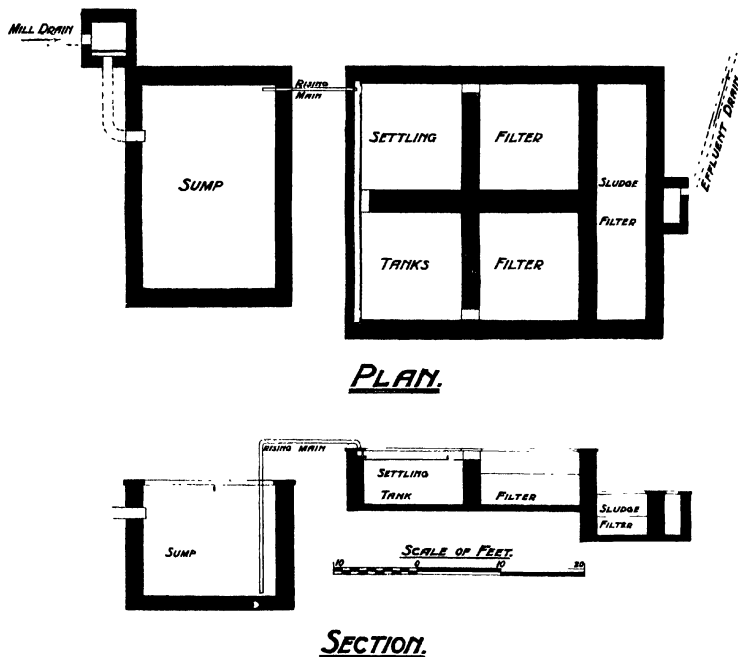 MILL DRAIN
RISING
MAIN
SETTLING
FILTER
SUMP
SLUDGE
FILTER
TANKS
FILTER
EFFLUENT DRAIN
PLAN.
RISING MAIN
SETTLING
TANK
FILTER
SLUDGE
FILTER
SUMP
SCALE OF FEET.
10 0 10 20
SECTION.